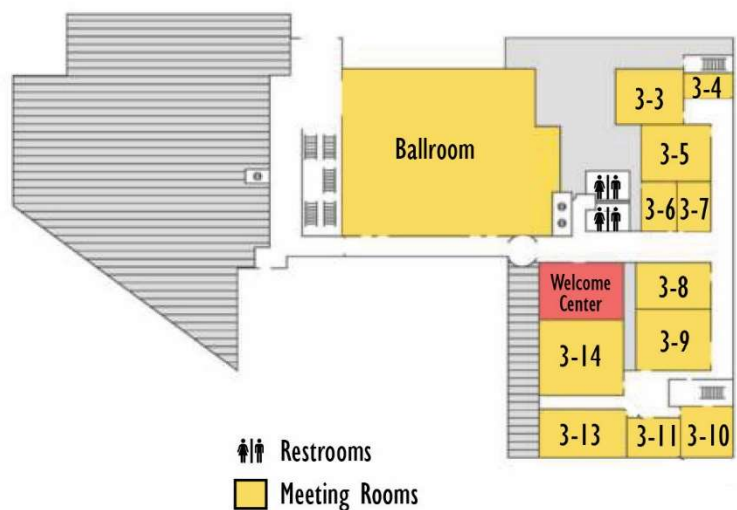 3-4
3-3
Ballroom
3-5
3-6
3-7
Welcome
Center
3-8
3-9
3-14
3-13
3-11
3-10
Restrooms
Meeting Rooms